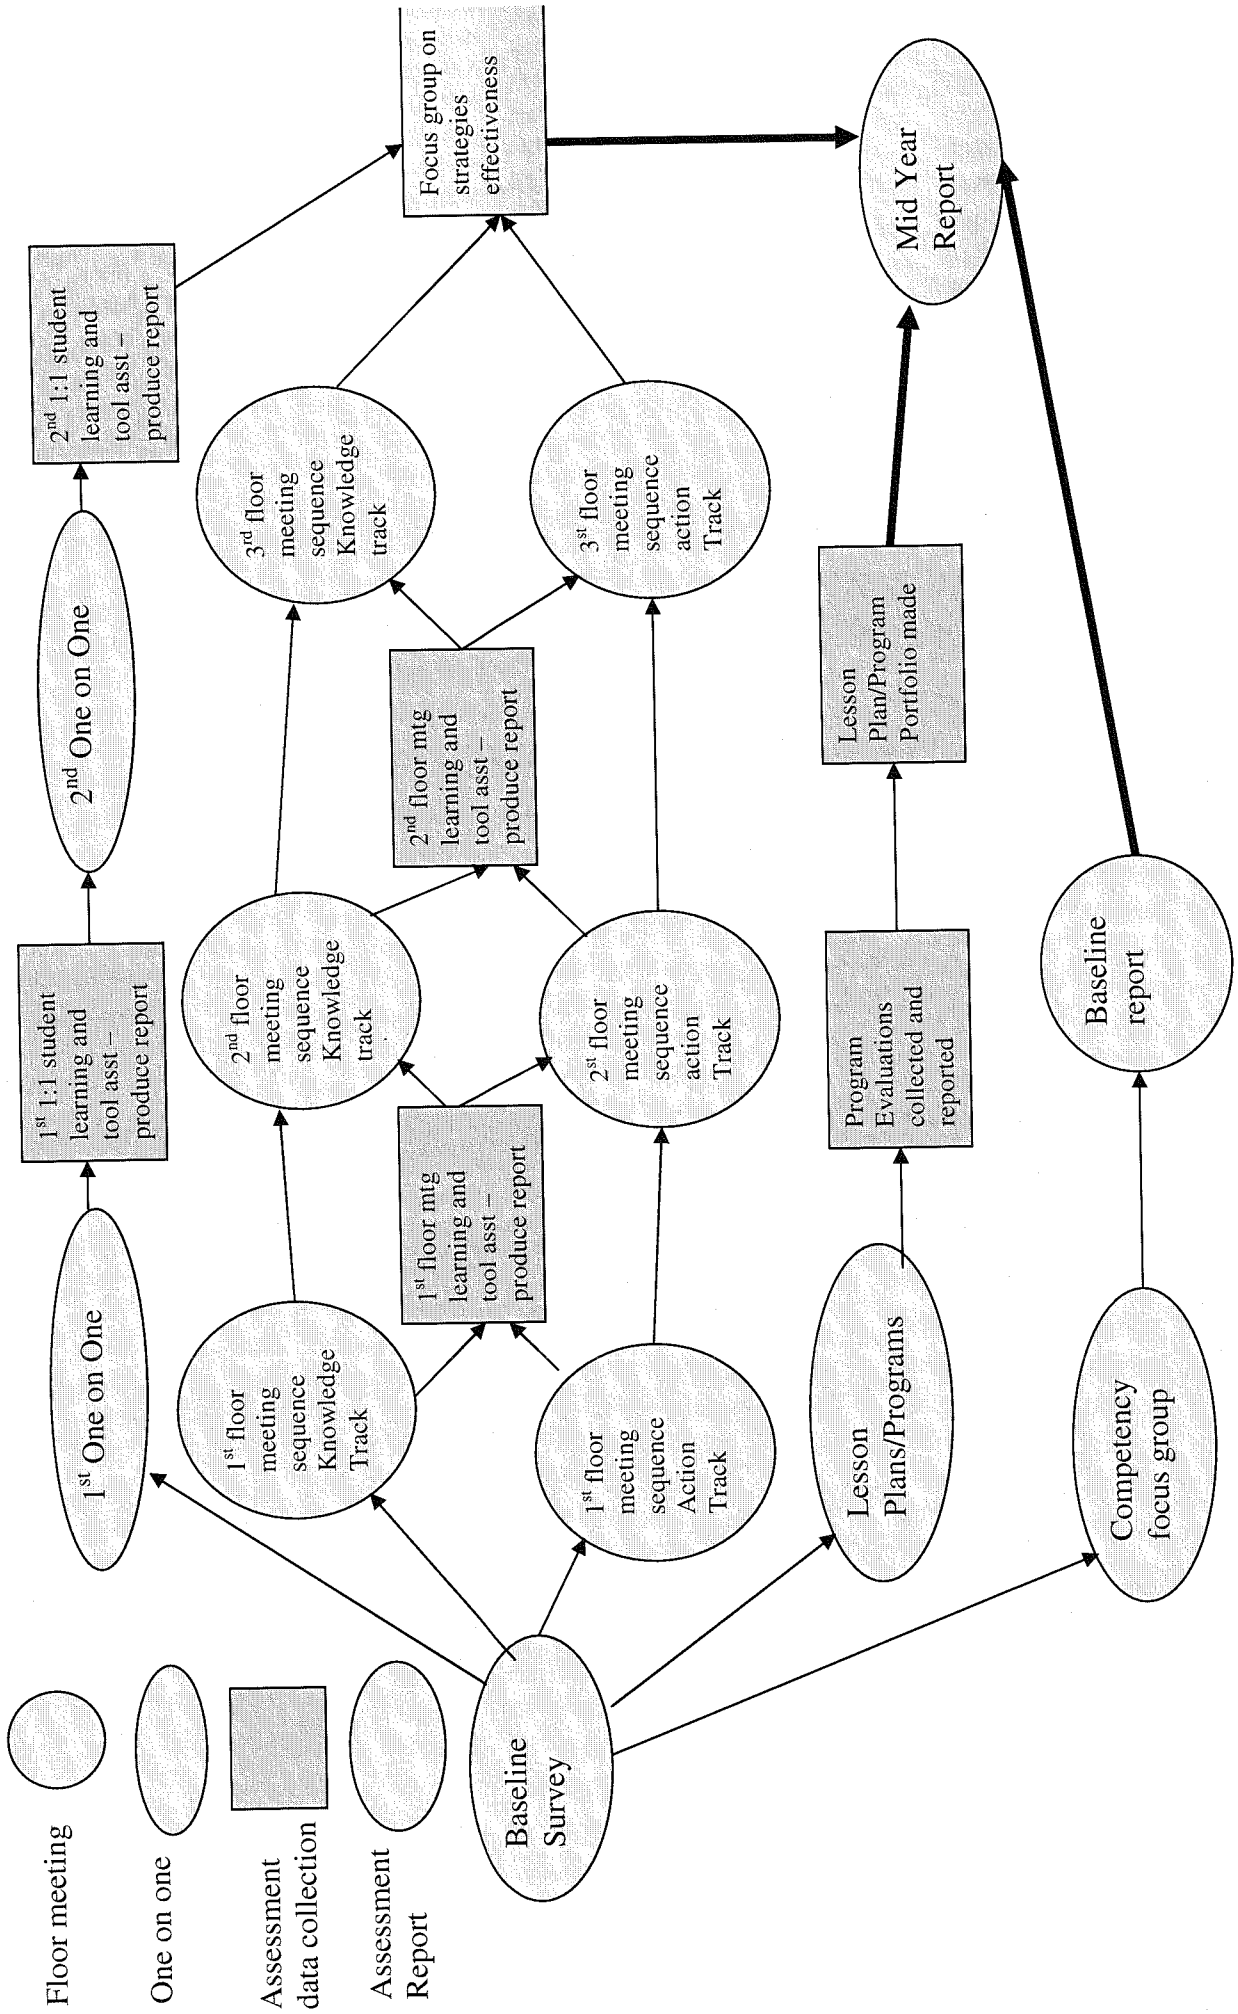 Floor meeting
One on one
Assessment
data collection
Assessment
Report
Baseline
Survey
1st One on One
1st 1:1 student
learning and
tool asst –
produce report
2nd One on One
2nd 1:1 student
learning and
tool asst –
produce report
1st floor
meeting
sequence
Knowledge
Track
2nd floor
meeting
sequence
Knowledge
track
3rd floor
meeting
sequence
Knowledge
track
1st floor mtg
learning and
tool asst –
produce report
2nd floor mtg
learning and
tool asst –
produce report
Focus group on
strategies
effectiveness
1st floor
meeting
sequence
Action
Track
2st floor
meeting
sequence
action
Track
3st floor
meeting
sequence
action
Track
Lesson
Plans/Programs
Program
Evaluations
collected and
reported
Lesson
Plan/Program
Portfolio made
Mid Year
Report
Competency
focus group
Baseline
report